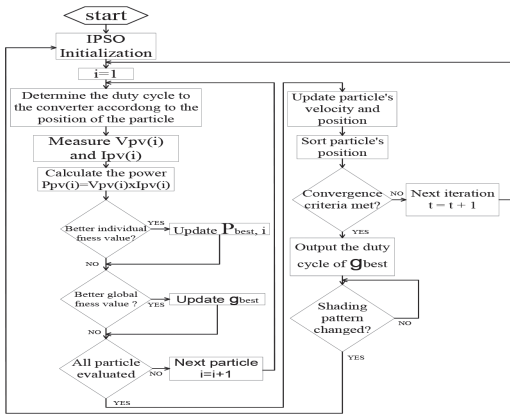 start
IPSO
Initialization
i=1
Determine the duty cycle to
the converter accordong to the
position of the particle
Measure Vpv(i)
and Ipv(i)
Calculate the power
Ppv(i)=Vpv(i)xIpv(i)
Better individual
fness value?
YES
Update Pbest, i
NO
Better global
fness value ?
YES
Update gbest
NO
All particle
evaluated
NO
Next particle
i=i+1
YES
Update particle's
velocity and
position
Sort particle's
position
Convergence
criteria met?
NO
Next iteration
t = t + 1
YES
Output the duty
cycle of gbest
Shading
pattern
changed?
NO
YES